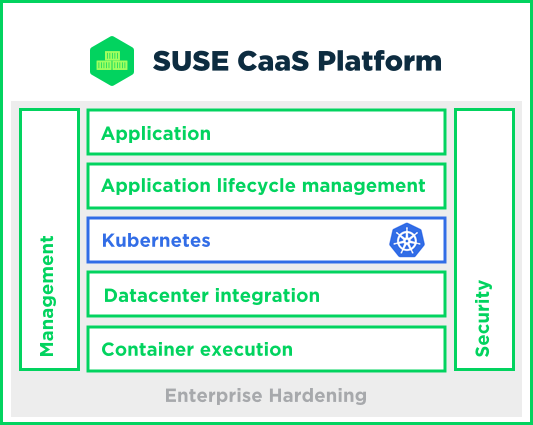 SUSE CaaS Platform
Management
Application
Application lifecycle management
Kubernetes
Datacenter integration
Container execution
Security
Enterprise Hardening